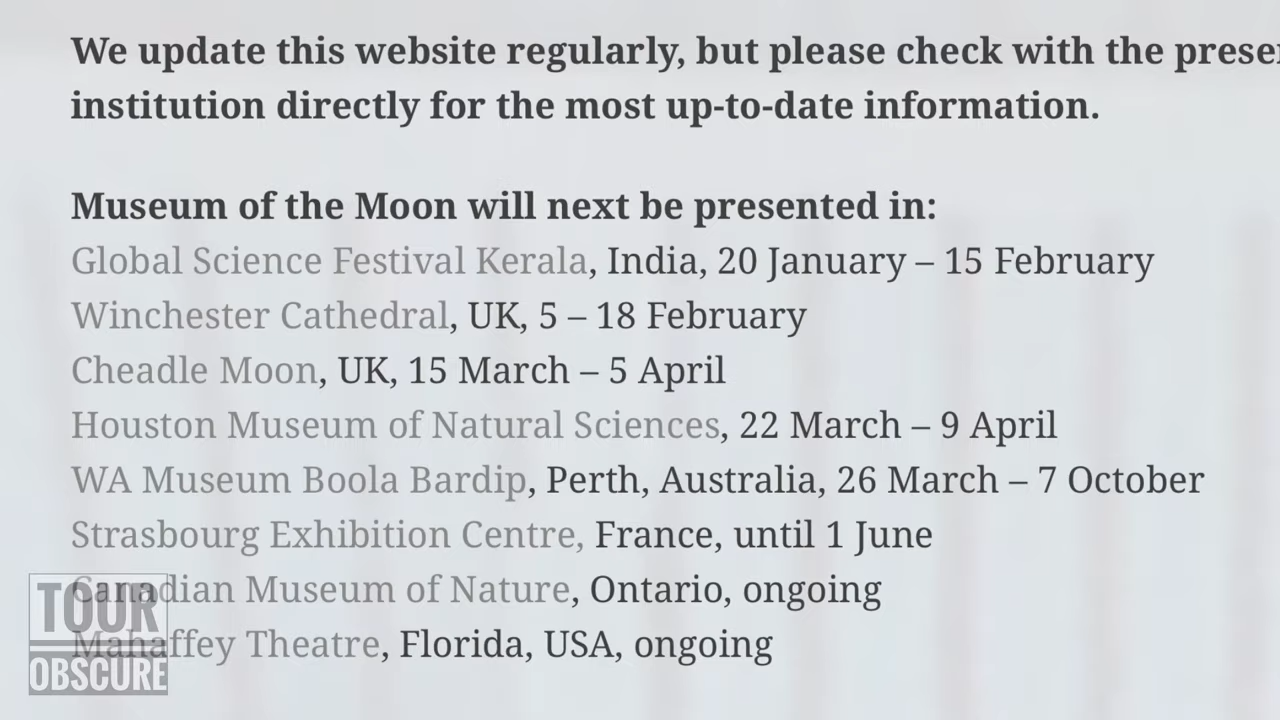 We update this website regularly, but please check with the
institution directly for the most up-to-date information.
Museum of the Moon will next be presented in:
Global Science Festival Kerala, India, 20 January – 15 February
Winchester Cathedral, UK, 5 – 18 February
Cheadle Moon, UK, 15 March – 5 April
Houston Museum of Natural Sciences, 22 March – 9 April
WA Museum Boola Bardip, Perth, Australia, 26 March – 7 October
Strasbourg Exhibition Centre, France, until 1 June
Canadian Museum of Nature, Ontario, ongoing
Mahaffey Theatre, Florida, USA, ongoing
TOUR
OBSCURE